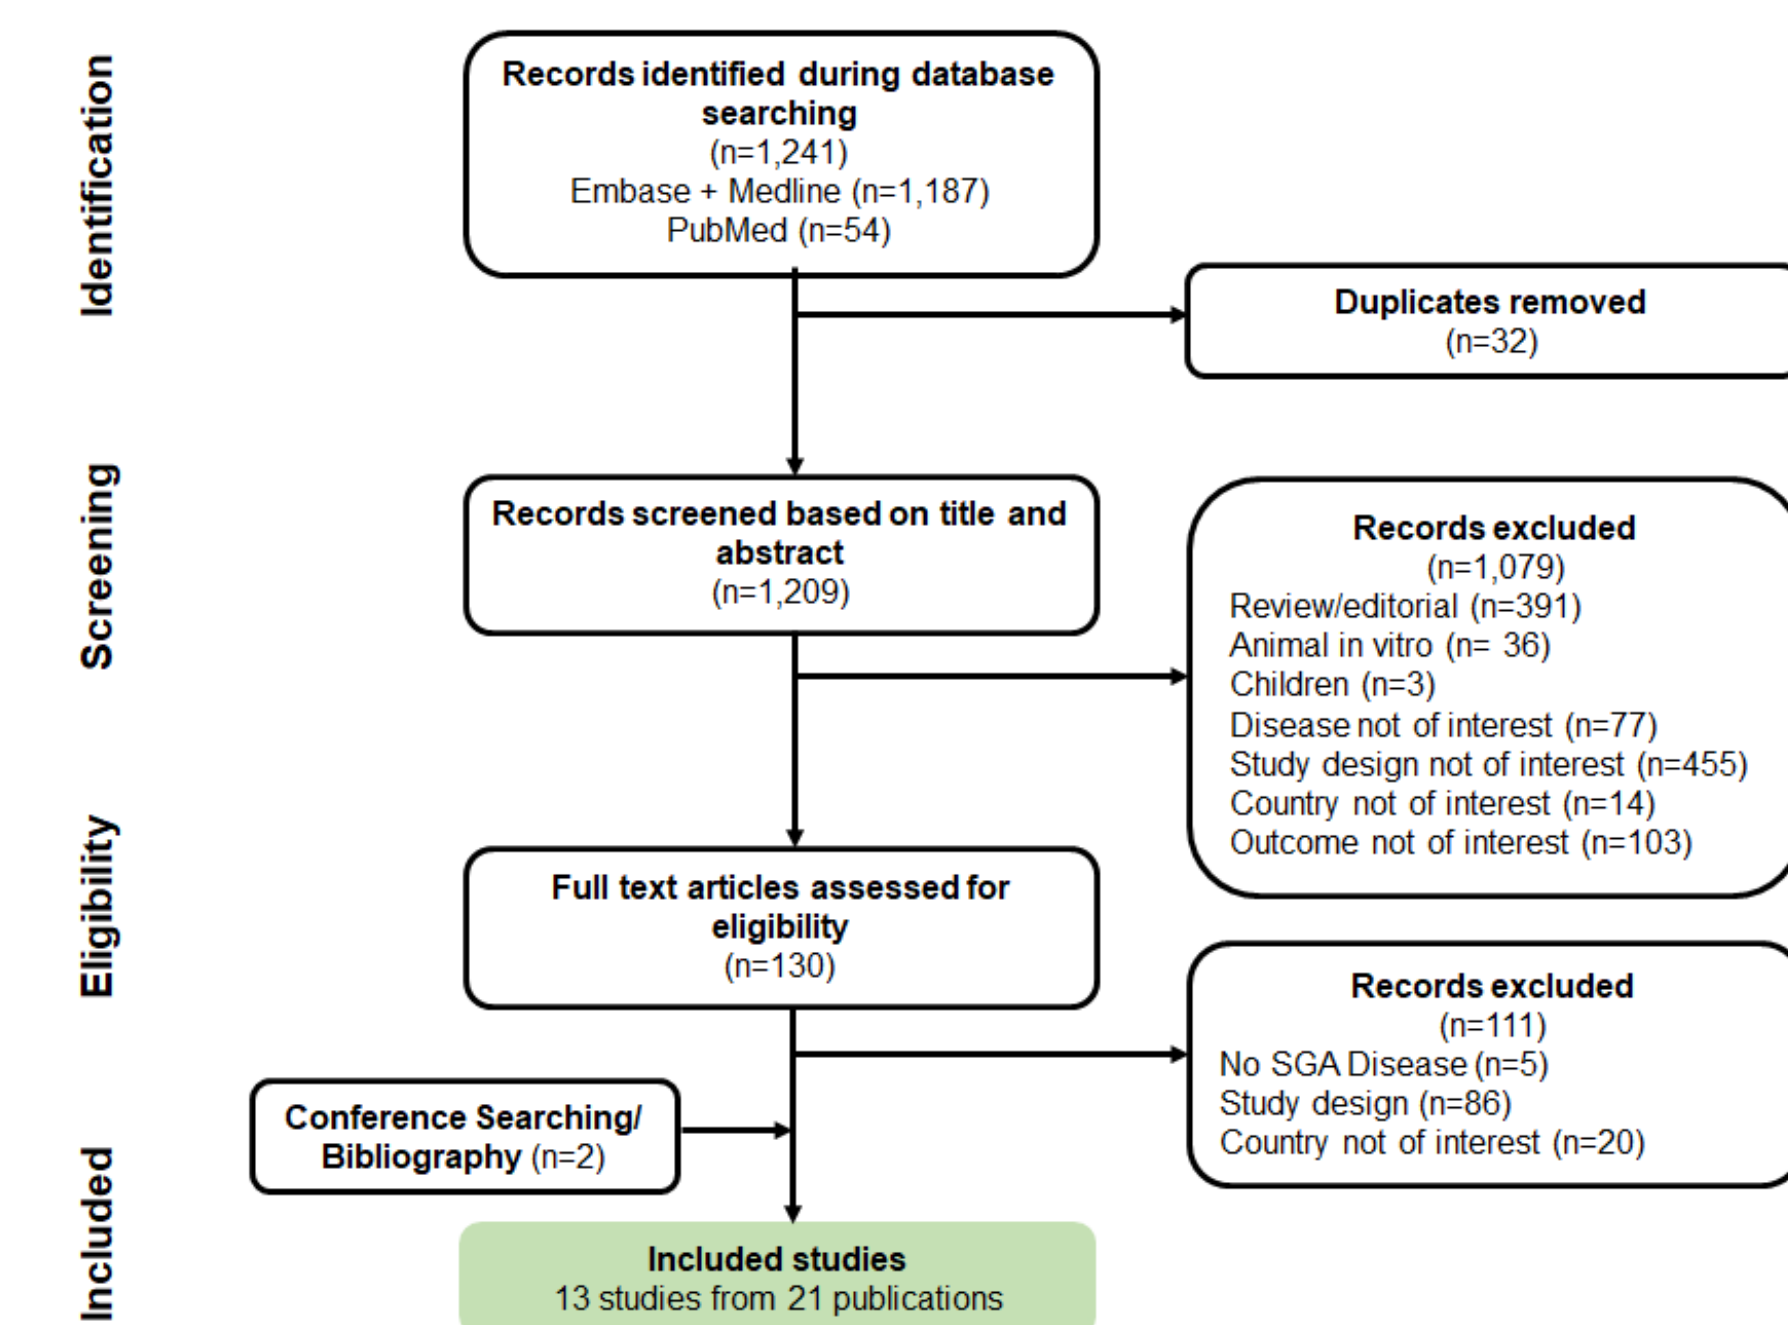 Identification
Records identified during database
searching
(n=1,241)
Embase + Medline (n=1,187)
PubMed (n=54)
Duplicates removed
(n=32)
Screening
Records screened based on title and
abstract
(n=1,209)
Records excluded
(n=1,079)
Review/editorial (n=391)
Animal in vitro (n= 36)
Children (n=3)
Disease not of interest (n=77)
Study design not of interest (n=455)
Country not of interest (n=14)
Outcome not of interest (n=103)
Eligibility
Full text articles assessed for
eligibility
(n=130)
Records excluded
(n=111)
No SGA Disease (n=5)
Study design (n=86)
Country not of interest (n=20)
Conference Searching/
Bibliography (n=2)
Included
Included studies
13 studies from 21 publications